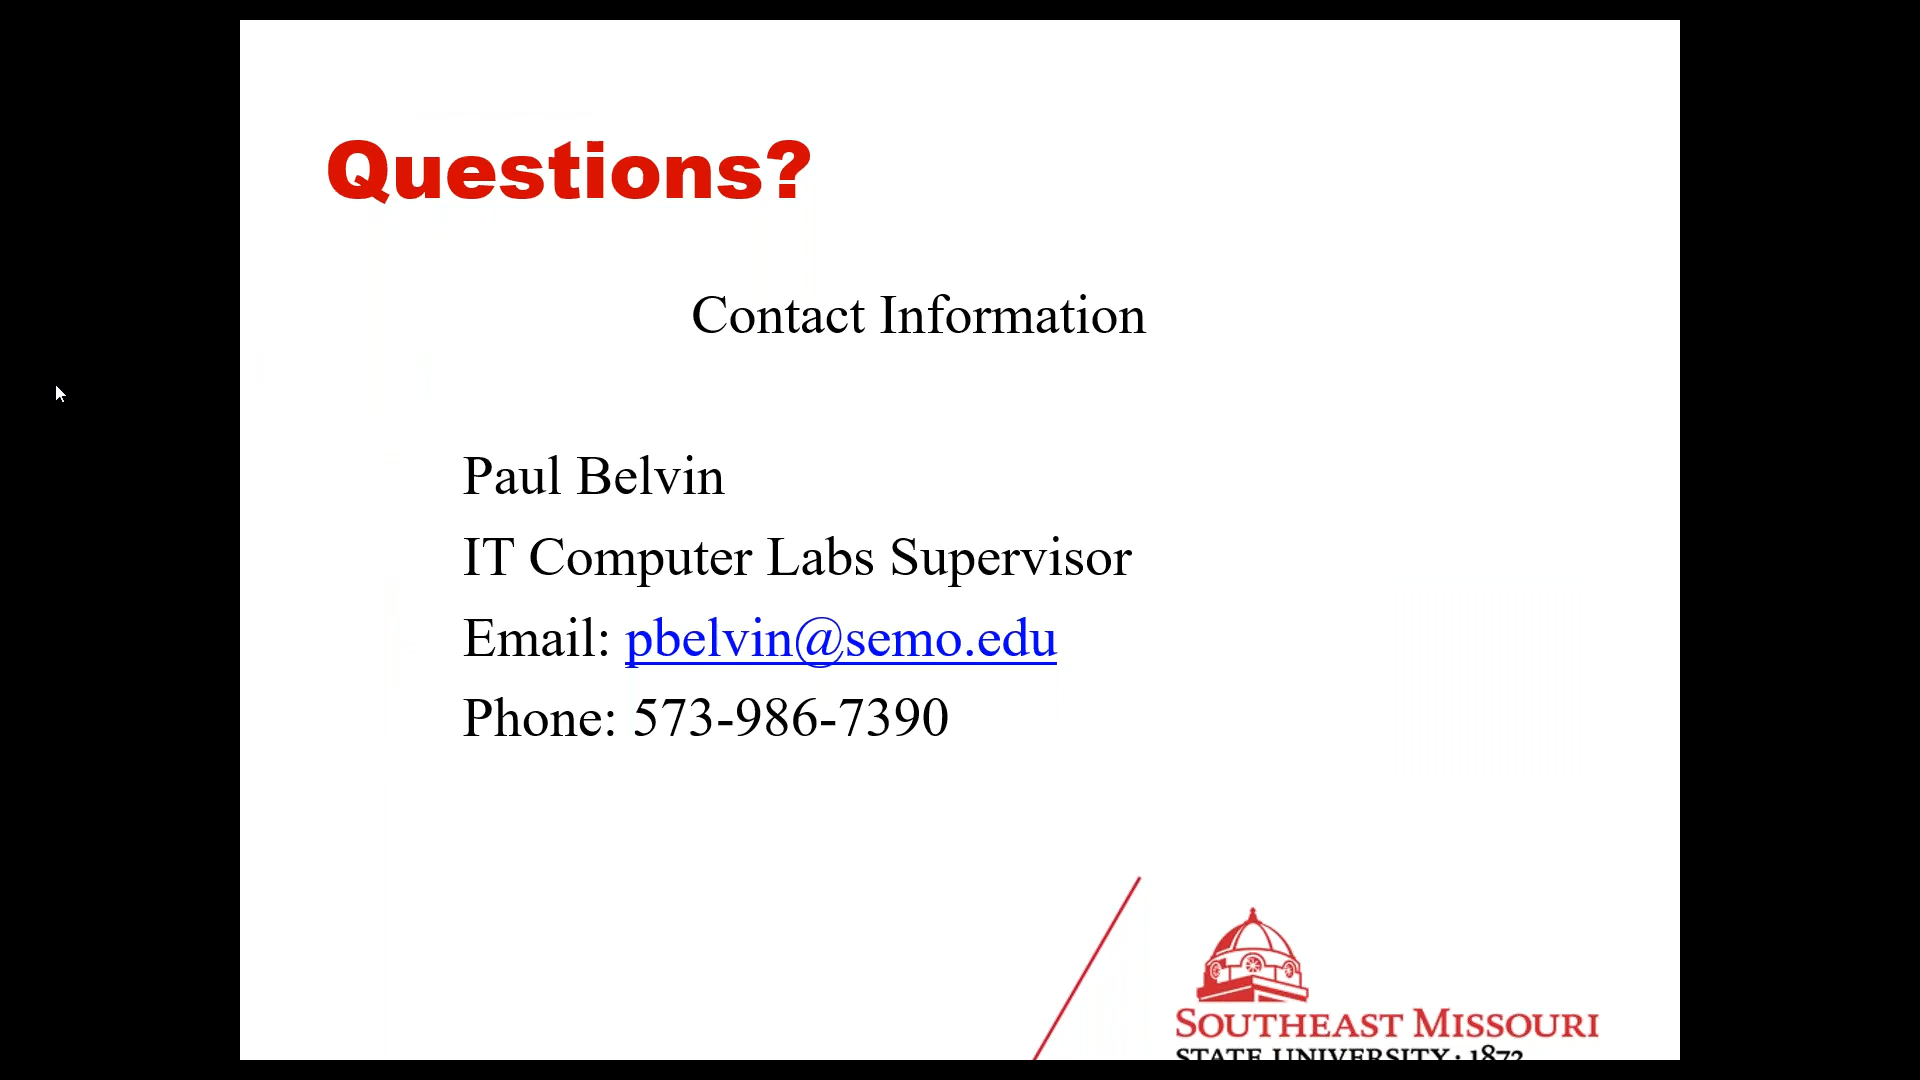 Questions?
Contact Information
Paul Belvin
IT Computer Labs Supervisor
Email: pbelvin@semo.edu
Phone: 573-986-7390
SOUTHEAST MISSOURI
STATE UNIVERSITY · 1873